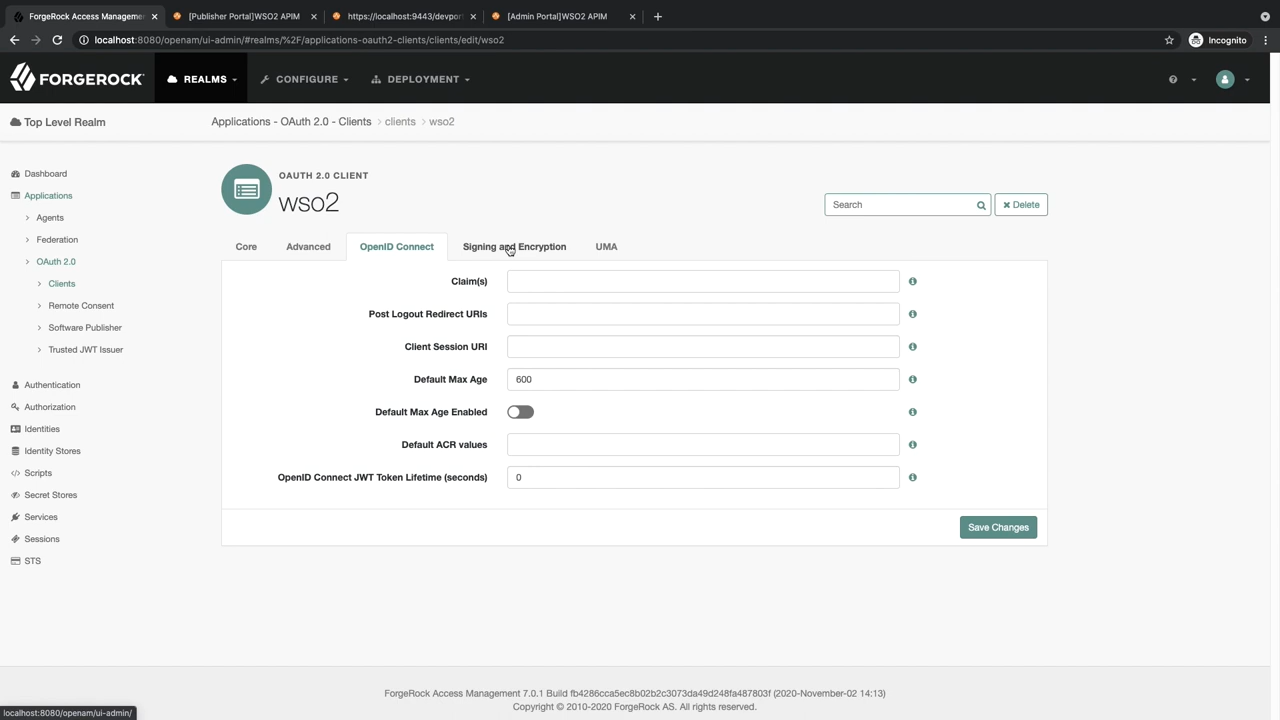 ForgeRock Access Managemen
[Publisher Portal]WSO2 APIM
https://localhost:9443/devport
[Admin Portal]WSO2 APIM
localhost:8080/openam/ui-admin/#realms/%2F/applications-oauth2-clients/clients/edit/wso2
Incognito
FORGEROCK
REALMS
CONFIGURE
DEPLOYMENT
Top Level Realm
Applications - OAuth 2.0 - Clients > clients > wso2
Dashboard
Applications
Agents
Federation
OAuth 2.0
Clients
Remote Consent
Software Publisher
Trusted JWT Issuer
Authentication
Authorization
Identities
Identity Stores
Scripts
Secret Stores
Services
Sessions
STS
OAUTH 2.0 CLIENT
wso2
Search
Delete
Core
Advanced
OpenID Connect
Signing and Encryption
UMA
Claim(s)
Post Logout Redirect URIs
Client Session URI
Default Max Age
600
Default Max Age Enabled
Default ACR values
OpenID Connect JWT Token Lifetime (seconds)
0
Save Changes
ForgeRock Access Management 7.0.1 Build fb4286cca5ec8b02b2c3073da49d248fa487803f (2020-November-02 14:13)
Copyright © 2010-2020 ForgeRock AS. All rights reserved.
localhost:8080/openam/ui-admin/